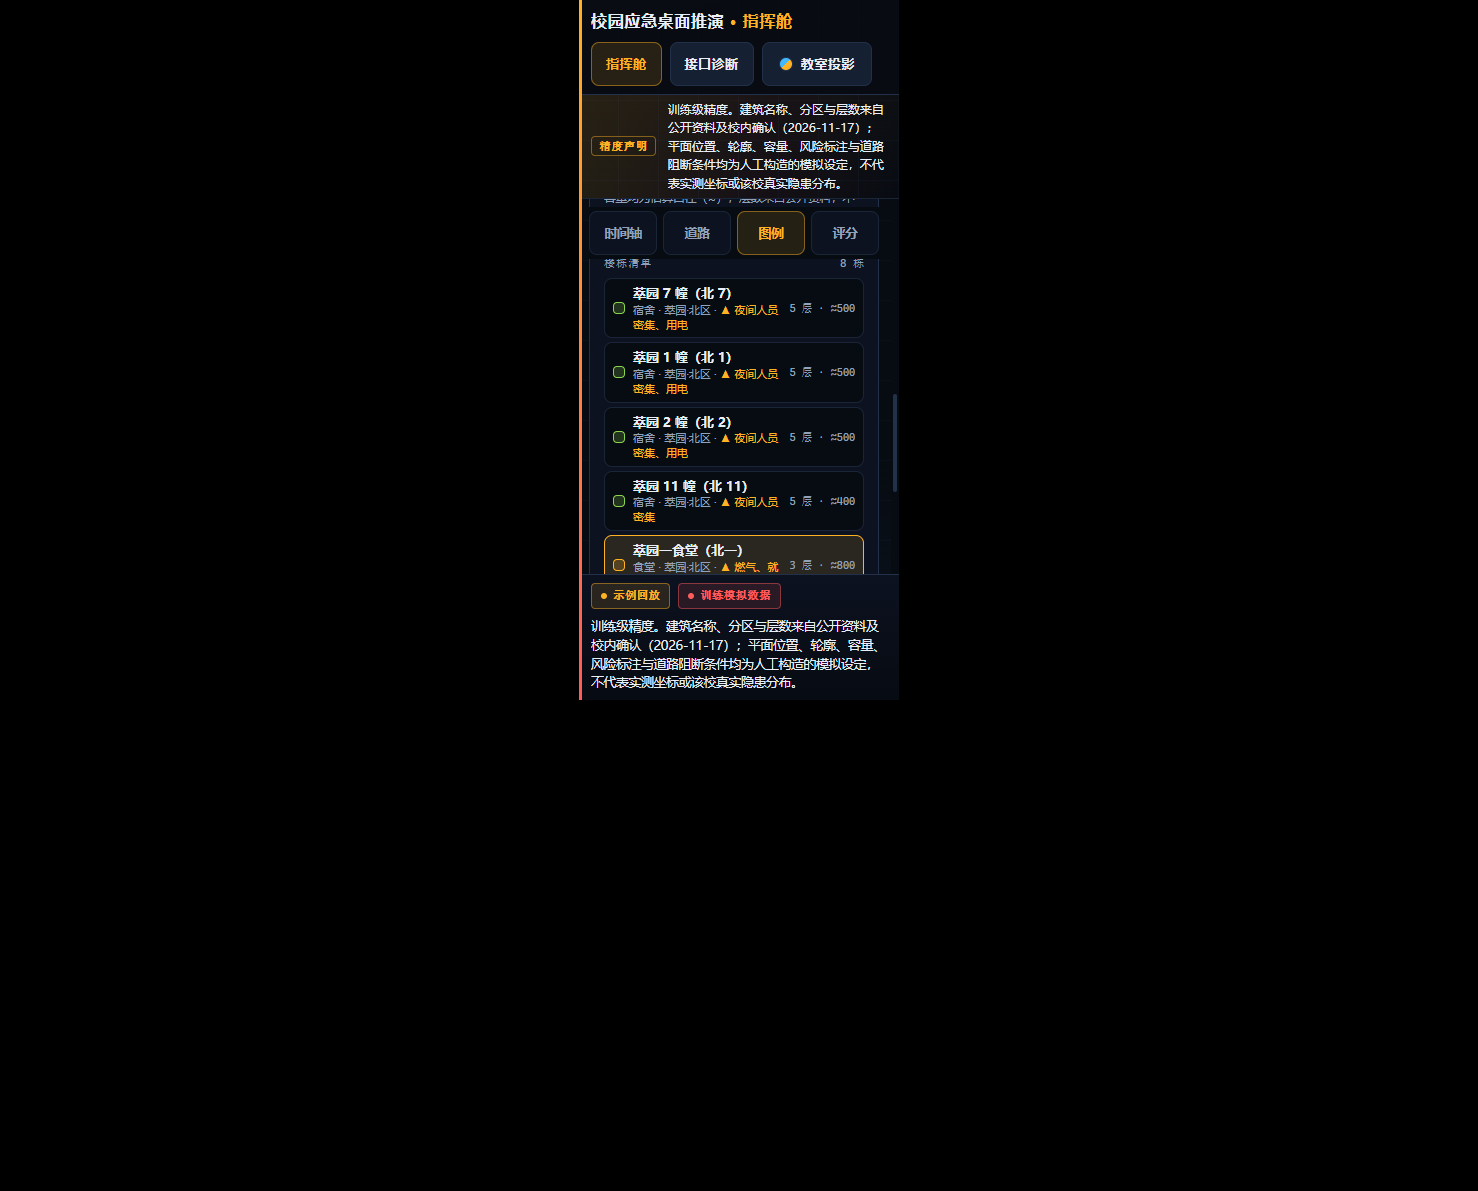 校园应急桌面推演 • 指挥舱
指挥舱 接口诊断 教室投影
精度声明
训练级精度。建筑名称、分区与层数来自
公开资料及校内确认（2026-11-17）；
平面位置、轮廓、容量、风险标注与道路
阻断条件均为人工构造的模拟设定，不代
表实测坐标或该校真实隐患分布。
时间轴 道路 图例 评分
楼栋清单 8 栋
萃园 7 幢（北 7）
宿舍 · 萃园·北区 · ▲ 夜间人员
密集、用电
5 层 · ≈500
萃园 1 幢（北 1）
宿舍 · 萃园·北区 · ▲ 夜间人员
密集、用电
5 层 · ≈500
萃园 2 幢（北 2）
宿舍 · 萃园·北区 · ▲ 夜间人员
密集、用电
5 层 · ≈500
萃园 11 幢（北 11）
宿舍 · 萃园·北区 · ▲ 夜间人员
密集
5 层 · ≈400
萃园一食堂（北一）
食堂 · 萃园·北区 · ▲ 燃气、就
3 层 · ≈800
示例回放 训练模拟数据
训练级精度。建筑名称、分区与层数来自公开资料及
校内确认（2026-11-17）；平面位置、轮廓、容量、
风险标注与道路阻断条件均为人工构造的模拟设定，
不代表实测坐标或该校真实隐患分布。